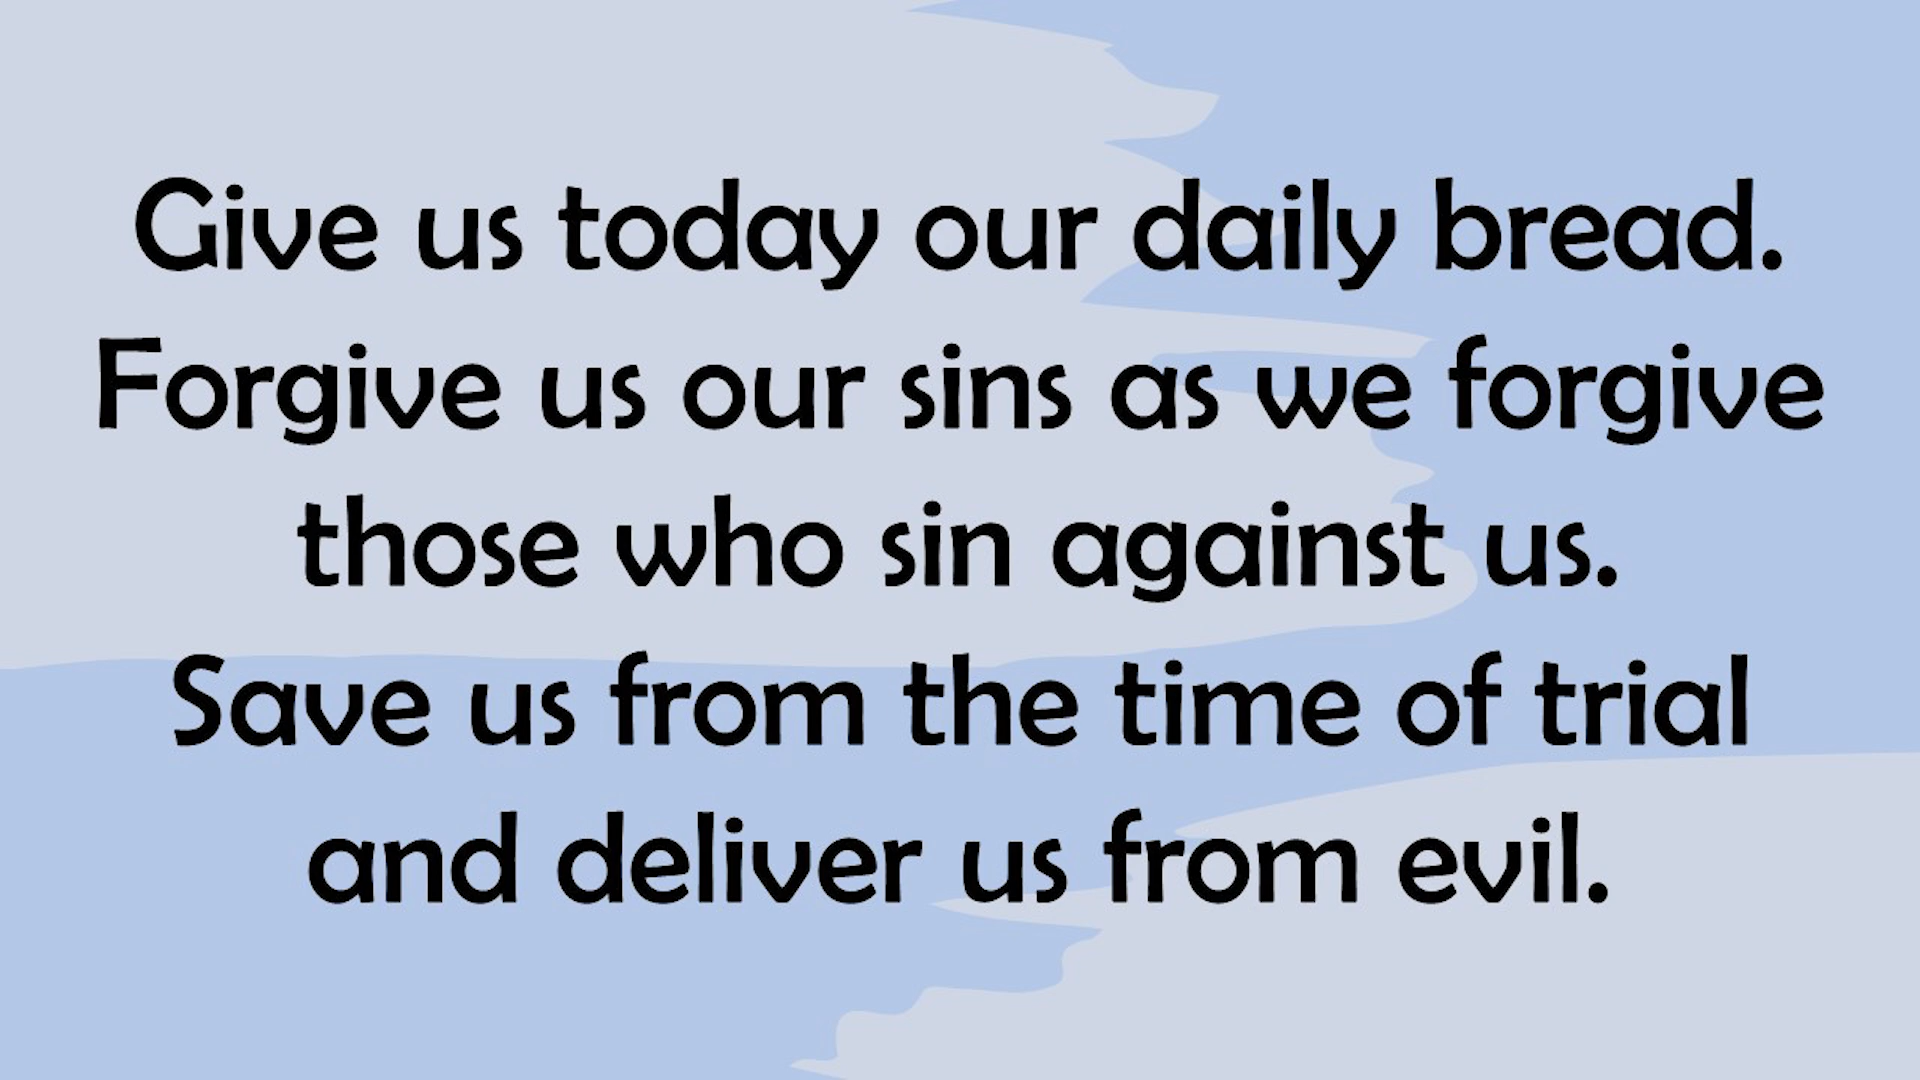 Give us today our daily bread.
Forgive us our sins as we forgive
those who sin against us.
Save us from the time of trial
and deliver us from evil.